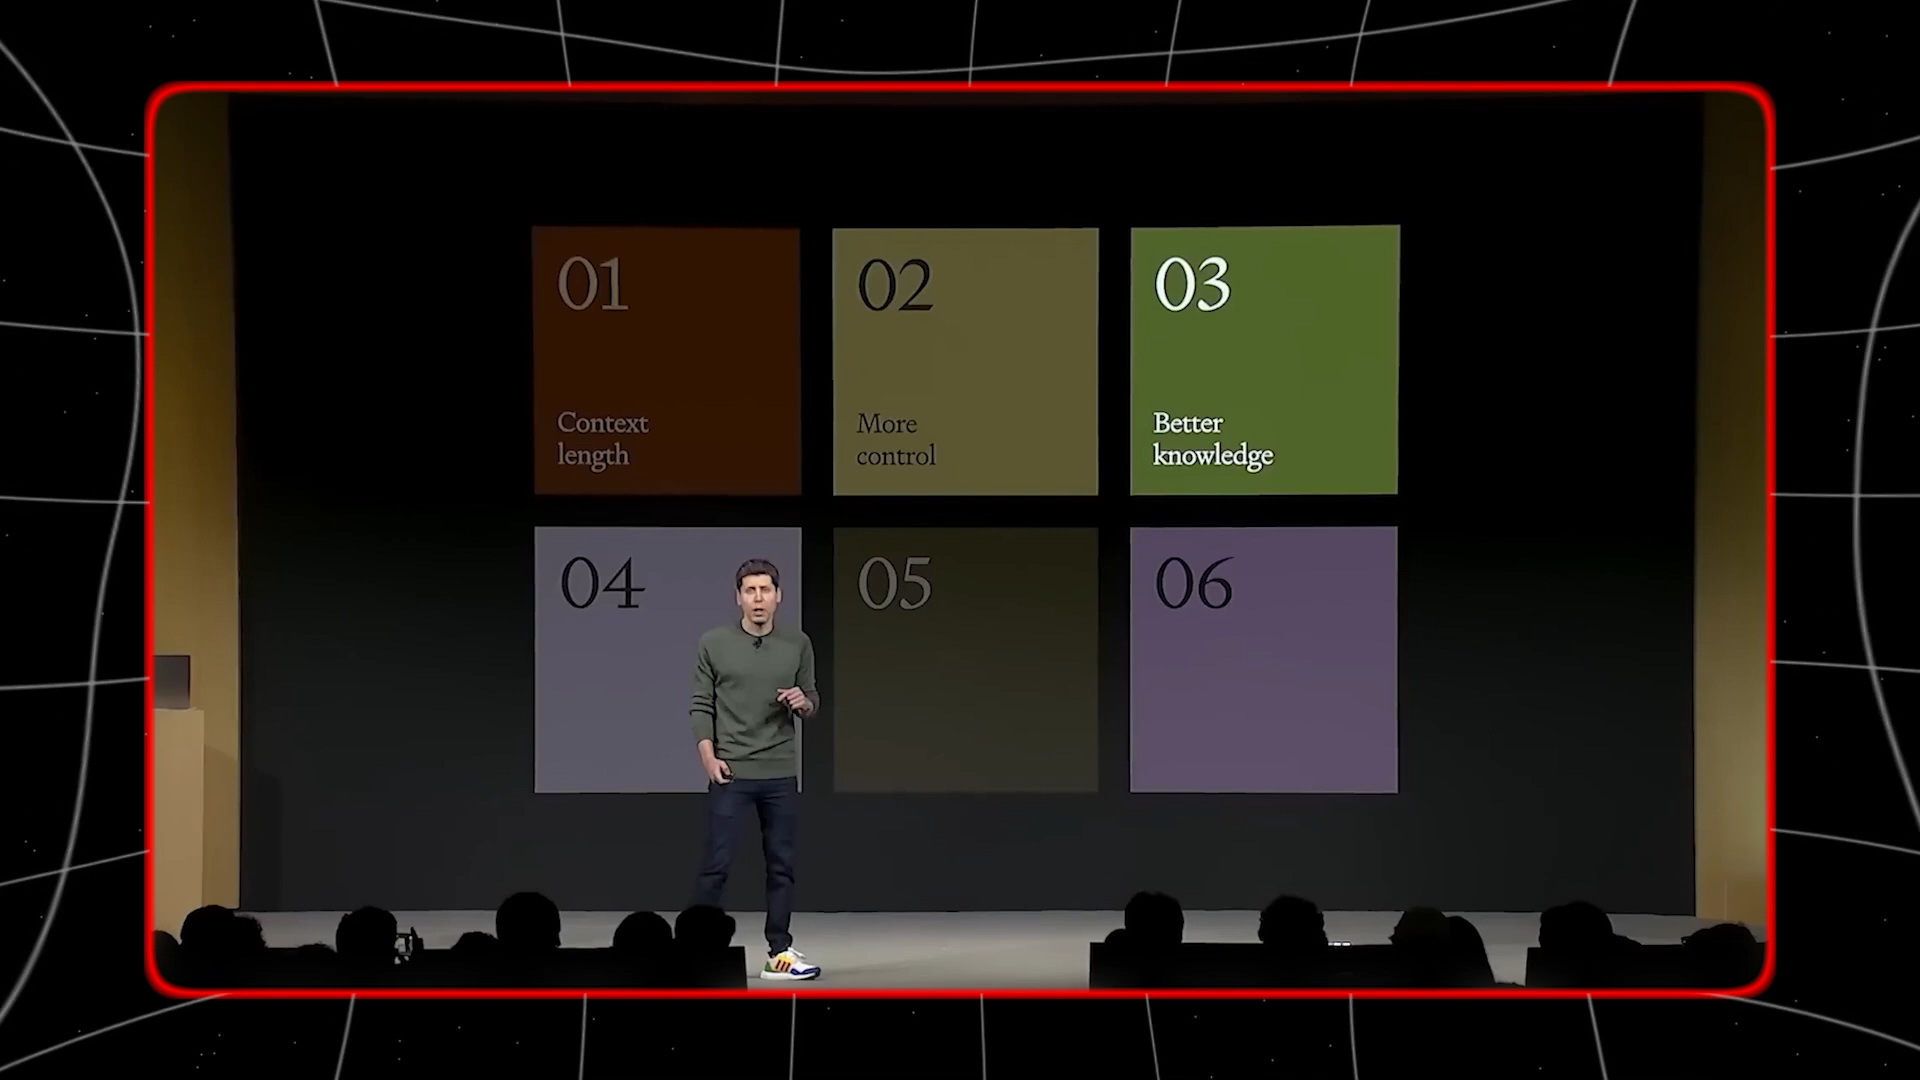 01
02
03
Context
length
More
control
Better
knowledge
04
05
06